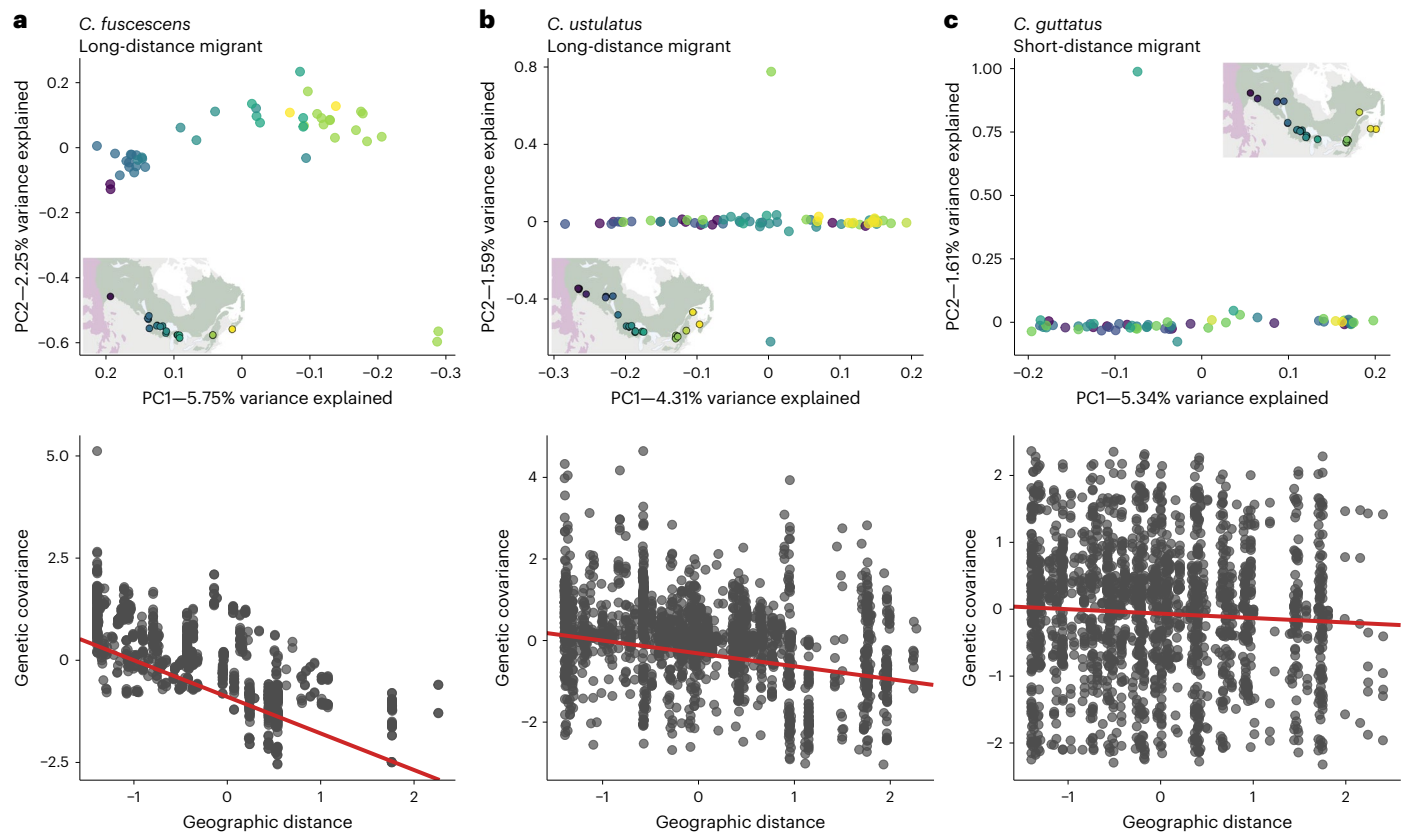 a
C. fuscescens
Long-distance migrant
PC2—2.25% variance explained
0.2
0
−0.2
−0.4
−0.6
0.2
0.1
0
−0.1
−0.2
−0.3
PC1—5.75% variance explained
b
C. ustulatus
Long-distance migrant
PC2—1.59% variance explained
0.8
0.4
0
−0.4
−0.3
−0.2
−0.1
0
0.1
0.2
PC1—4.31% variance explained
c
C. guttatus
Short-distance migrant
PC2—1.61% variance explained
1.00
0.75
0.50
0.25
0
−0.2
−0.1
0
0.1
0.2
PC1—5.34% variance explained
Genetic covariance
5.0
2.5
0
−2.5
−1
0
1
2
Geographic distance
Genetic covariance
4
2
0
−2
−1
0
1
2
Geographic distance
Genetic covariance
2
1
0
−1
−2
−1
0
1
2
Geographic distance